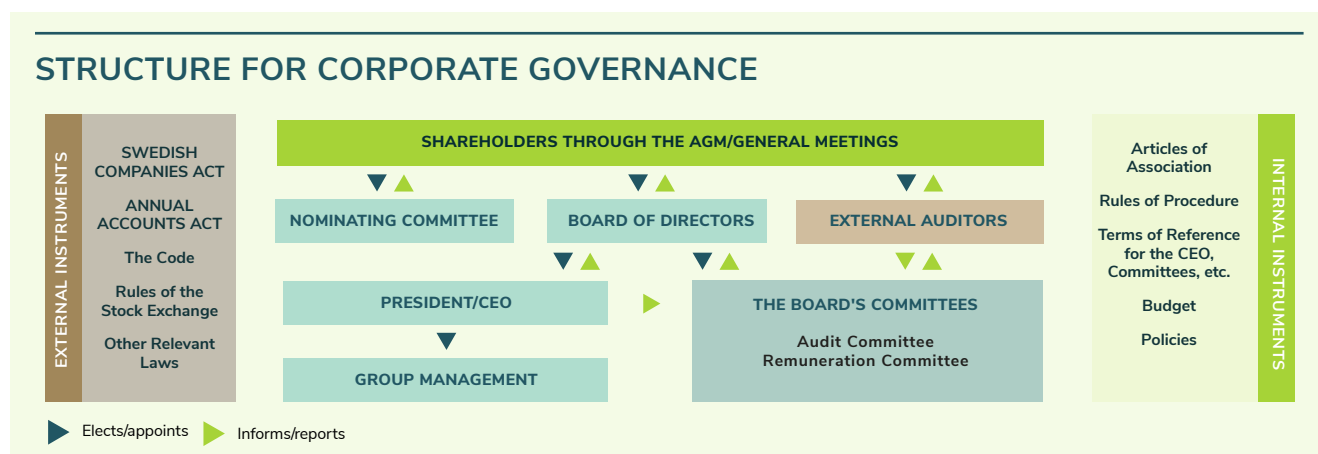 STRUCTURE FOR CORPORATE GOVERNANCE
EXTERNAL INSTRUMENTS
SWEDISH
COMPANIES ACT
ANNUAL
ACCOUNTS ACT
The Code
Rules of the
Stock Exchange
Other Relevant
Laws
SHAREHOLDERS THROUGH THE AGM/GENERAL MEETINGS
NOMINATING COMMITTEE
BOARD OF DIRECTORS
EXTERNAL AUDITORS
PRESIDENT/CEO
THE BOARD'S COMMITTEES
Audit Committee
Remuneration Committee
GROUP MANAGEMENT
Articles of
Association
Rules of Procedure
Terms of Reference
for the CEO,
Committees, etc.
Budget
Policies
INTERNAL INSTRUMENTS
Elects/appoints
Informs/reports